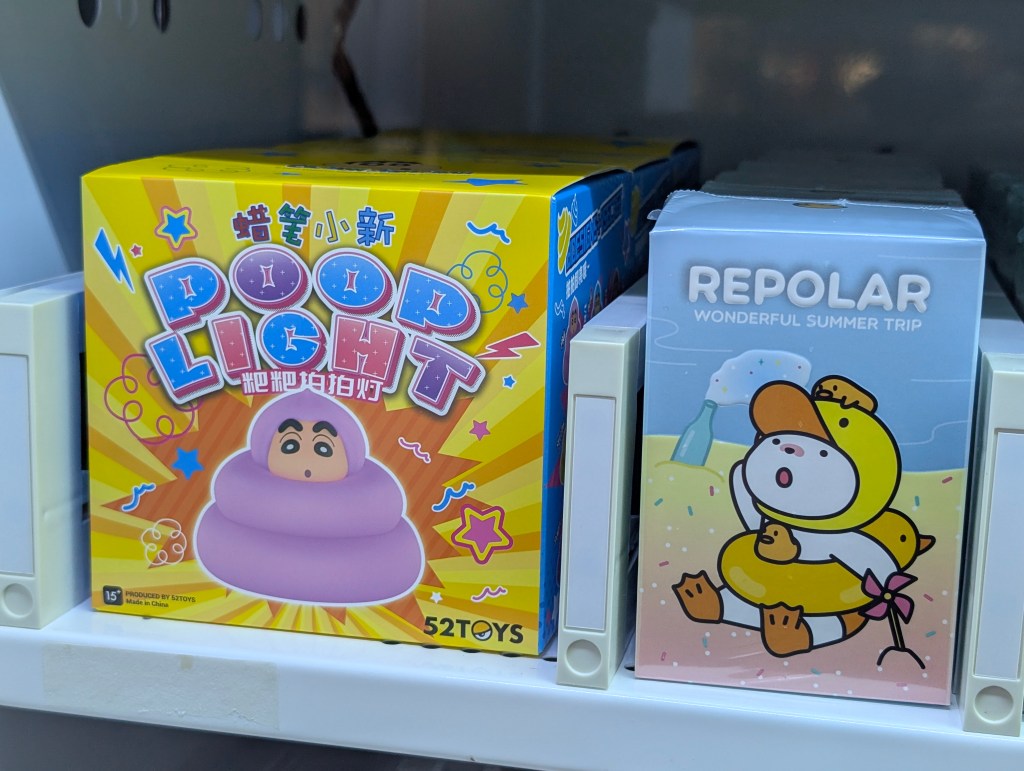 蜡笔小新
POOP
LIGHT
粑粑拍拍灯
15+
PRODUCED BY 52TOYS
Made in China
52TOYS
REPOLAR
WONDERFUL SUMMER TRIP